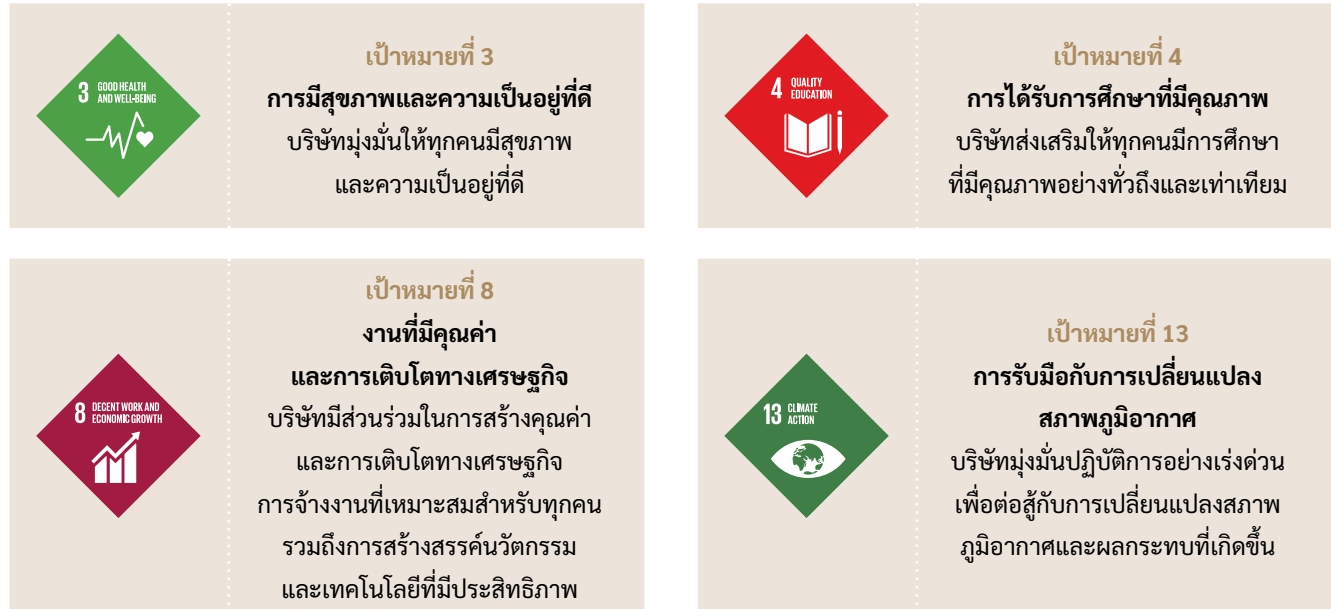 3 GOOD HEALTH
AND WELL-BEING
เป้าหมายที่ 3
การมีสุขภาพและความเป็นอยู่ที่ดี
บริษัทมุ่งมั่นให้ทุกคนมีสุขภาพ
และความเป็นอยู่ที่ดี
4 QUALITY
EDUCATION
เป้าหมายที่ 4
การได้รับการศึกษาที่มีคุณภาพ
บริษัทส่งเสริมให้ทุกคนมีการศึกษา
ที่มีคุณภาพอย่างทั่วถึงและเท่าเทียม
8 DECENT WORK AND
ECONOMIC GROWTH
เป้าหมายที่ 8
งานที่มีคุณค่า
และการเติบโตทางเศรษฐกิจ
บริษัทมีส่วนร่วมในการสร้างคุณค่า
และการเติบโตทางเศรษฐกิจ
การจ้างงานที่เหมาะสมสำหรับทุกคน
รวมถึงการสร้างสรรค์นวัตกรรม
และเทคโนโลยีที่มีประสิทธิภาพ
13 CLIMATE
ACTION
เป้าหมายที่ 13
การรับมือกับการเปลี่ยนแปลง
สภาพภูมิอากาศ
บริษัทมุ่งมั่นปฏิบัติการอย่างเร่งด่วน
เพื่อต่อสู้กับการเปลี่ยนแปลงสภาพ
ภูมิอากาศและผลกระทบที่เกิดขึ้น